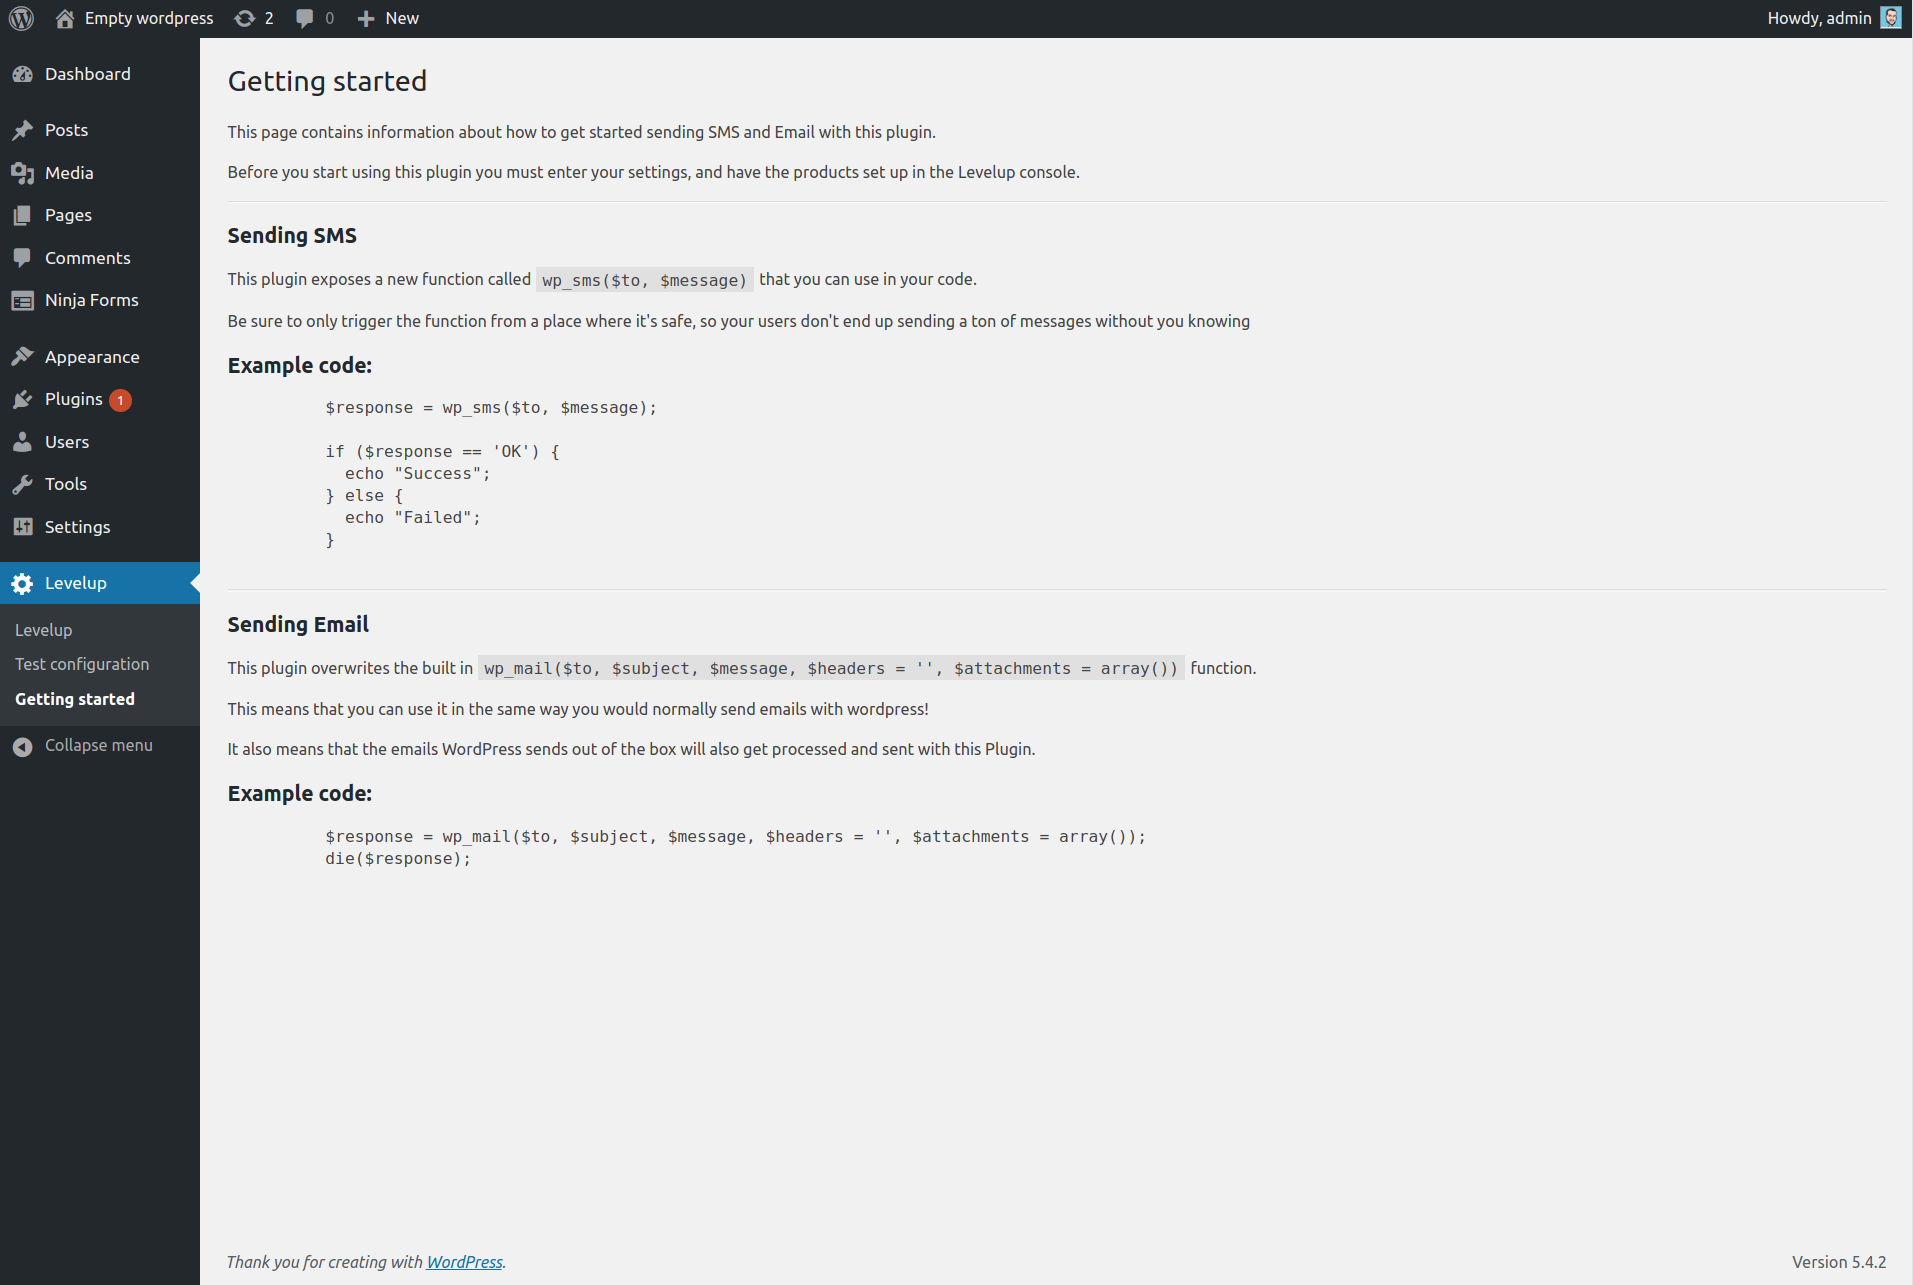 Empty wordpress 2 0 New Howdy, admin
Dashboard
Posts
Media
Pages
Comments
Ninja Forms
Appearance
Plugins 1
Users
Tools
Settings
Levelup
Levelup
Test configuration
Getting started
Collapse menu
Getting started
This page contains information about how to get started sending SMS and Email with this plugin.
Before you start using this plugin you must enter your settings, and have the products set up in the Levelup console.
Sending SMS
This plugin exposes a new function called wp_sms($to, $message) that you can use in your code.
Be sure to only trigger the function from a place where it's safe, so your users don't end up sending a ton of messages without you knowing
Example code:
$response = wp_sms($to, $message);
if ($response == 'OK') {
echo "Success";
} else {
echo "Failed";
}
Sending Email
This plugin overwrites the built in wp_mail($to, $subject, $message, $headers = '', $attachments = array()) function.
This means that you can use it in the same way you would normally send emails with wordpress!
It also means that the emails WordPress sends out of the box will also get processed and sent with this Plugin.
Example code:
$response = wp_mail($to, $subject, $message, $headers = '', $attachments = array());
die($response);
Thank you for creating with WordPress.
Version 5.4.2